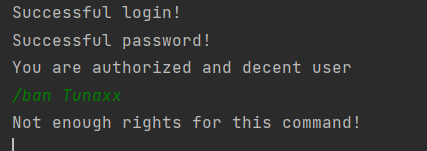 Successful login!
Successful password!
You are authorized and decent user
/ban Tunaxx
Not enough rights for this command!